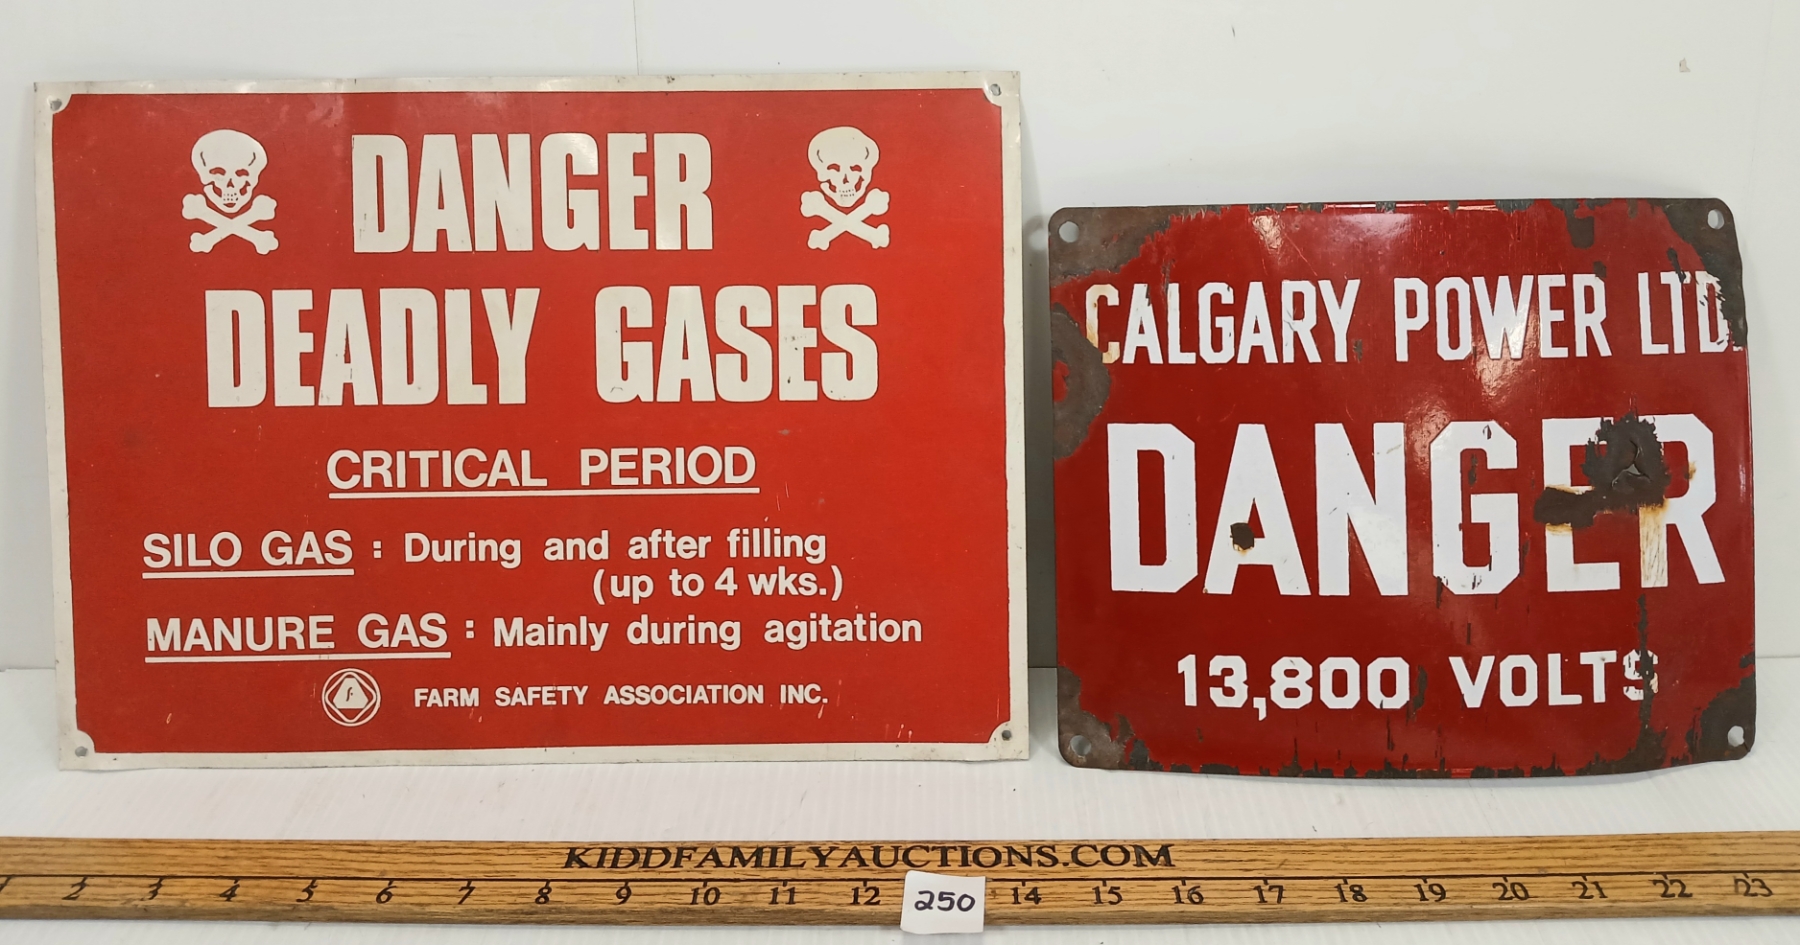 DANGER
DEADLY GASES
CRITICAL PERIOD
SILO GAS : During and after filling
(up to 4 wks.)
MANURE GAS : Mainly during agitation
FARM SAFETY ASSOCIATION INC.
CALGARY POWER LTD.
DANGER
13,800 VOLTS
KIDDFAMILYAUCTIONS.COM
1 2 3 4 5 6 7 8 9 10 11 12 14 15 16 17 18 19 20 21 22 23
250